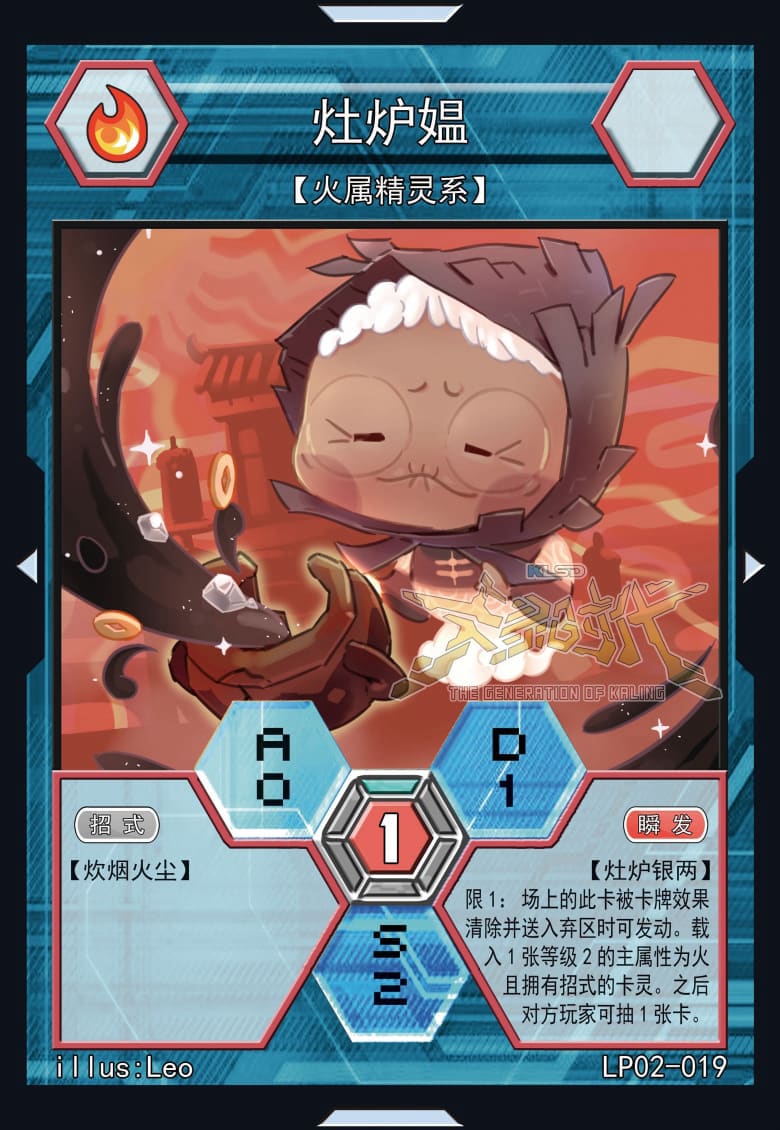 灶炉媪
【火属精灵系】
KLSD
卡灵时代
THE GENERATION OF KALING
A
0
D
1
1
S
2
招式
【炊烟火尘】
瞬发
【灶炉银两】
限1：场上的此卡被卡牌效果
清除并送入弃区时可发动。载
入1张等级2的主属性为火
且拥有招式的卡灵。之后
对方玩家可抽1张卡。
illus:Leo
LP02-019